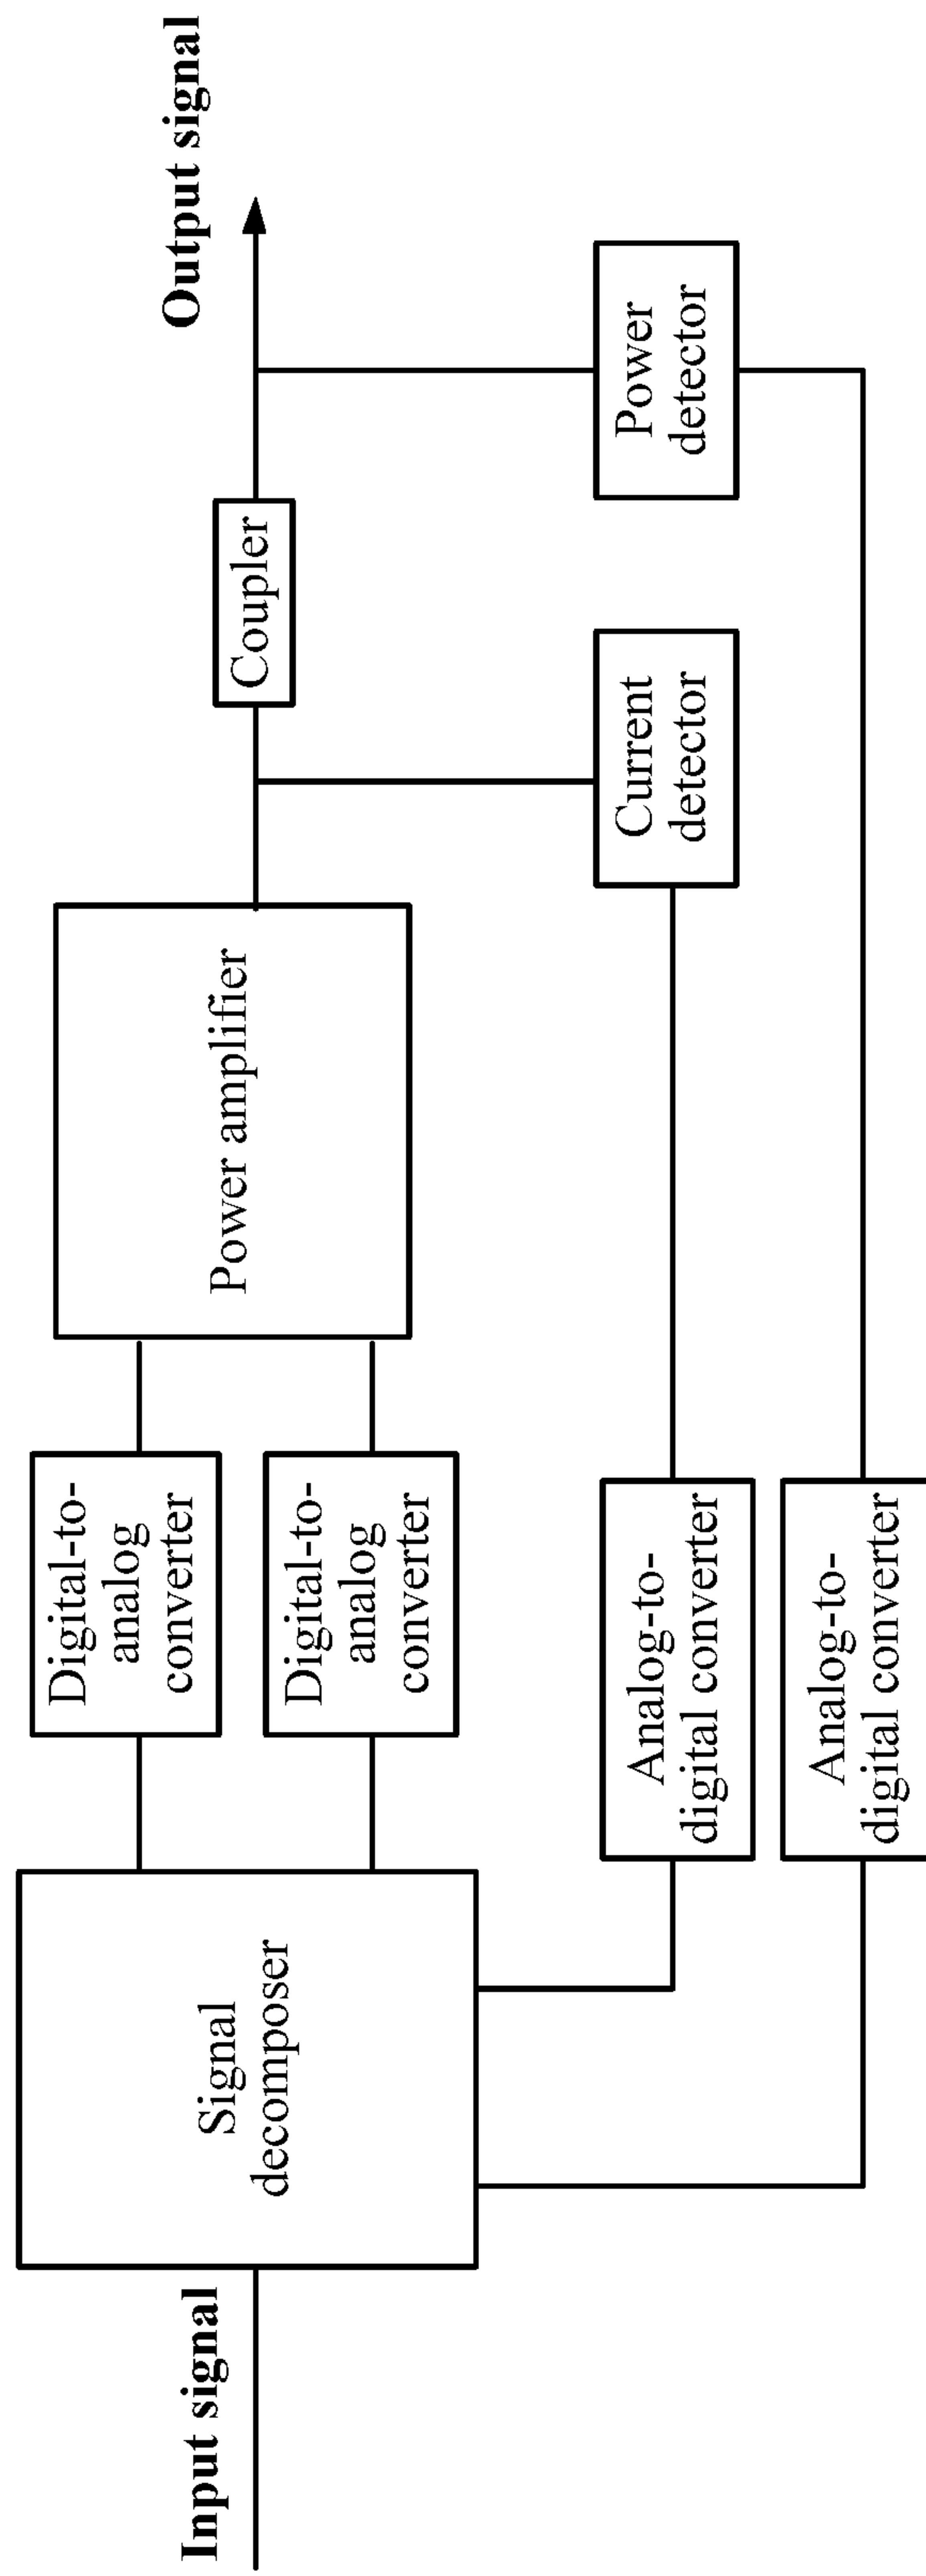 Input signal
Signal
decomposer
Digital-to-
analog
converter
Digital-to-
analog
converter
Power amplifier
Coupler
Output signal
Analog-to-
digital converter
Current
detector
Analog-to-
digital converter
Power
detector